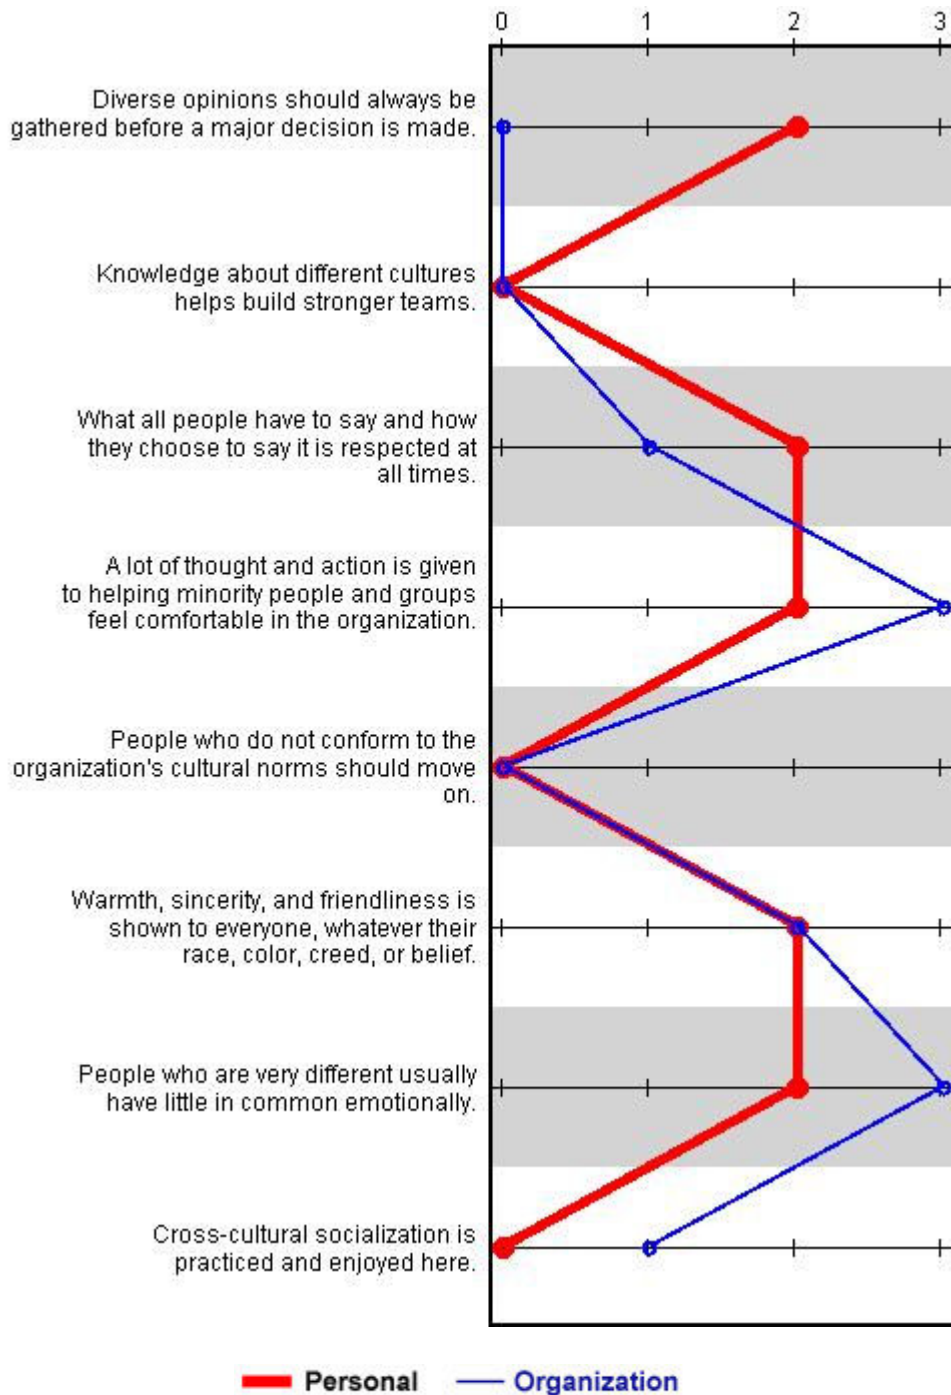 0 1 2 3
Diverse opinions should always be
gathered before a major decision is made.
Knowledge about different cultures
helps build stronger teams.
What all people have to say and how
they choose to say it is respected at
all times.
A lot of thought and action is given
to helping minority people and groups
feel comfortable in the organization.
People who do not conform to the
organization's cultural norms should move
on.
Warmth, sincerity, and friendliness is
shown to everyone, whatever their
race, color, creed, or belief.
People who are very different usually
have little in common emotionally.
Cross-cultural socialization is
practiced and enjoyed here.
Personal Organization